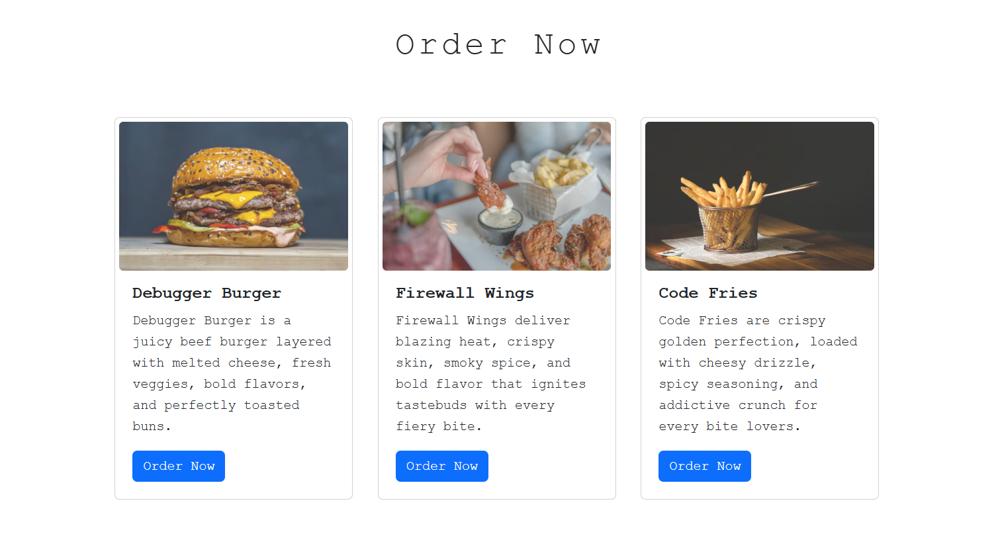 Order Now
Debugger Burger
Debugger Burger is a
juicy beef burger layered
with melted cheese, fresh
veggies, bold flavors,
and perfectly toasted
buns.
Order Now
Firewall Wings
Firewall Wings deliver
blazing heat, crispy
skin, smoky spice, and
bold flavor that ignites
tastebuds with every
fiery bite.
Order Now
Code Fries
Code Fries are crispy
golden perfection, loaded
with cheesy drizzle,
spicy seasoning, and
addictive crunch for
every bite lovers.
Order Now